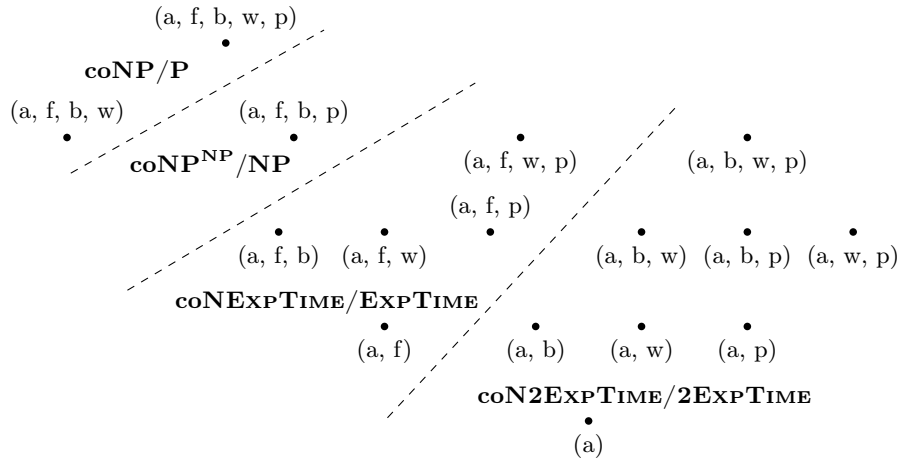 (a, f, b, w, p)
coNP/P
(a, f, b, w)
(a, f, b, p)
coNP^NP/NP
(a, f, w, p)
(a, b, w, p)
(a, f, p)
(a, f, b)
(a, f, w)
(a, b, w)
(a, b, p)
(a, w, p)
coNExpTime/ExpTime
(a, f)
(a, b)
(a, w)
(a, p)
coN2ExpTime/2ExpTime
(a)